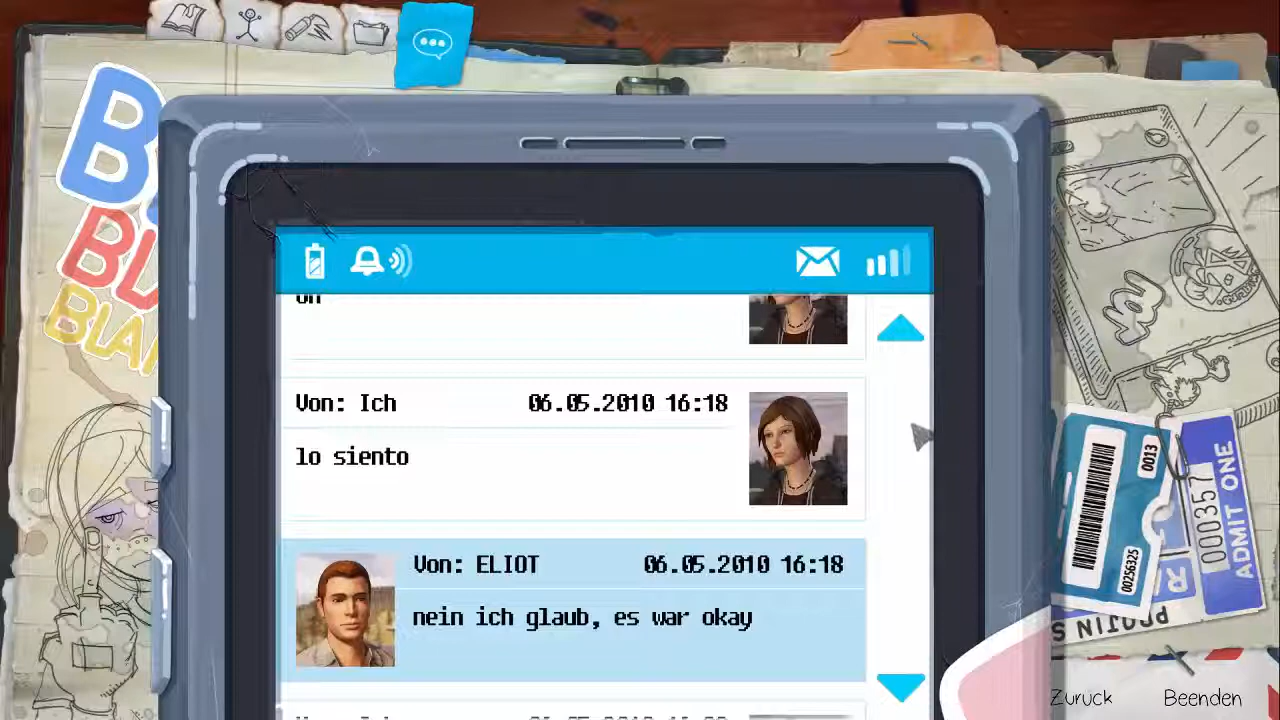 Von: Ich 06.05.2010 16:18
lo siento
Von: ELIOT 06.05.2010 16:18
nein ich glaub, es war okay
0013
00256325
000357
ADMIT ONE
Zurück
Beenden